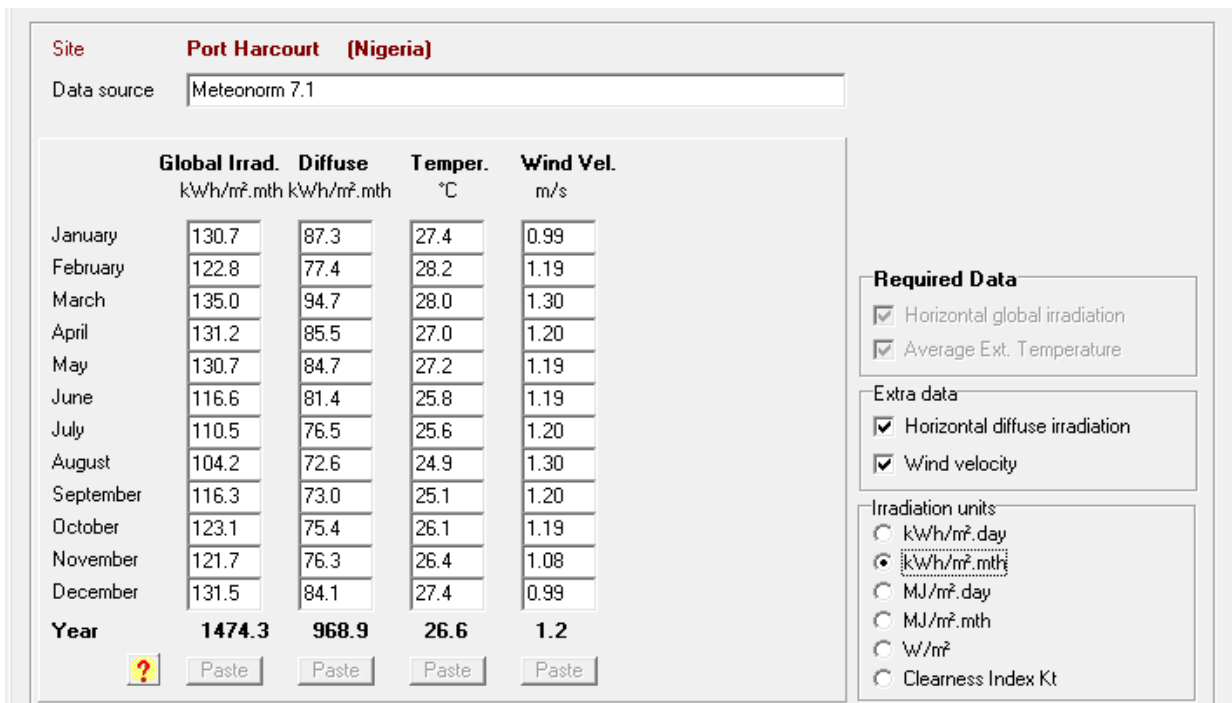 Site Port Harcourt (Nigeria)
Data source Meteonorm 7.1
Global Irrad. Diffuse Temper. Wind Vel.
kWh/m².mth kWh/m².mth °C m/s
January 130.7 87.3 27.4 0.99
February 122.8 77.4 28.2 1.19
March 135.0 94.7 28.0 1.30
April 131.2 85.5 27.0 1.20
May 130.7 84.7 27.2 1.19
June 116.6 81.4 25.8 1.19
July 110.5 76.5 25.6 1.20
August 104.2 72.6 24.9 1.30
September 116.3 73.0 25.1 1.20
October 123.1 75.4 26.1 1.19
November 121.7 76.3 26.4 1.08
December 131.5 84.1 27.4 0.99
Year 1474.3 968.9 26.6 1.2
? Paste Paste Paste Paste
Required Data
Horizontal global irradiation
Average Ext. Temperature
Extra data
Horizontal diffuse irradiation
Wind velocity
Irradiation units
kWh/m².day
kWh/m².mth
MJ/m².day
MJ/m².mth
W/m²
Clearness Index Kt